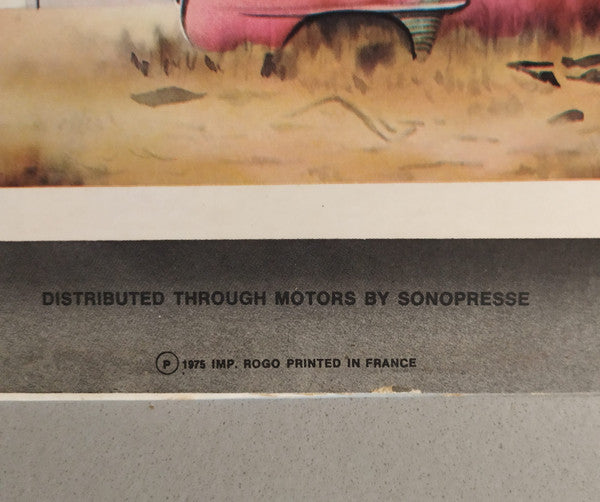 DISTRIBUTED THROUGH MOTORS BY SONOPRESSE
Ⓟ 1975 IMP. ROGO PRINTED IN FRANCE